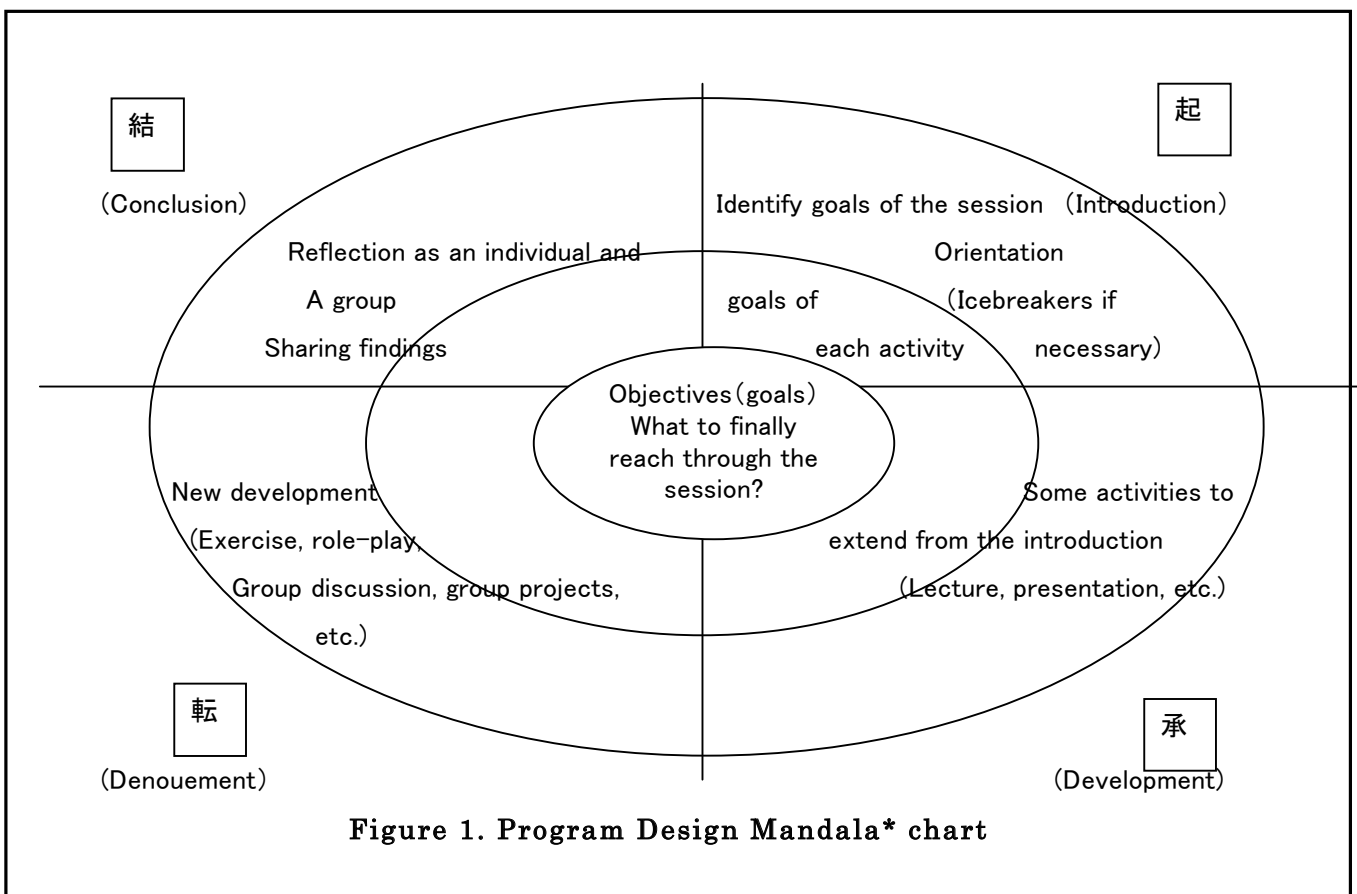 結
起
(Conclusion)
Identify goals of the session (Introduction)
Reflection as an individual and
A group
Sharing findings
Orientation
(Icebreakers if
necessary)
goals of
each activity
Objectives(goals)
What to finally
reach through the
session?
New development
(Exercise, role-play,
Group discussion, group projects,
etc.)
Some activities to
extend from the introduction
(Lecture, presentation, etc.)
転
(Denouement)
承
(Development)
Figure 1. Program Design Mandala* chart